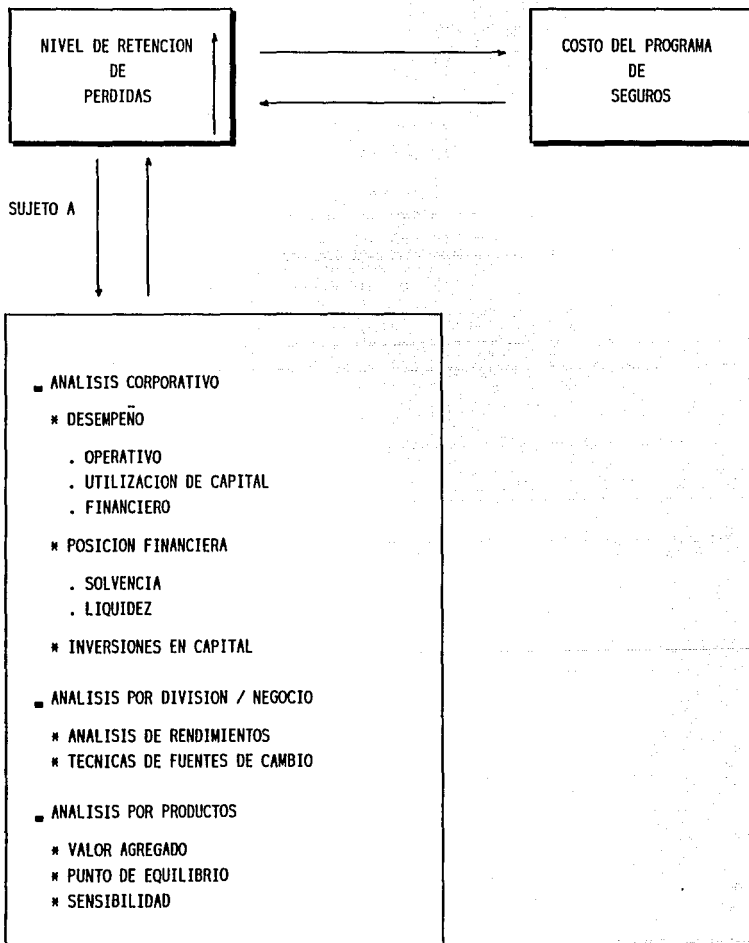 NIVEL DE RETENCION
DE
PERDIDAS
COSTO DEL PROGRAMA
DE
SEGUROS
SUJETO A
▬ ANALISIS CORPORATIVO
* DESEMPEÑO
. OPERATIVO
. UTILIZACION DE CAPITAL
. FINANCIERO
* POSICION FINANCIERA
. SOLVENCIA
. LIQUIDEZ
* INVERSIONES EN CAPITAL
▬ ANALISIS POR DIVISION / NEGOCIO
* ANALISIS DE RENDIMIENTOS
* TECNICAS DE FUENTES DE CAMBIO
▬ ANALISIS POR PRODUCTOS
* VALOR AGREGADO
* PUNTO DE EQUILIBRIO
* SENSIBILIDAD